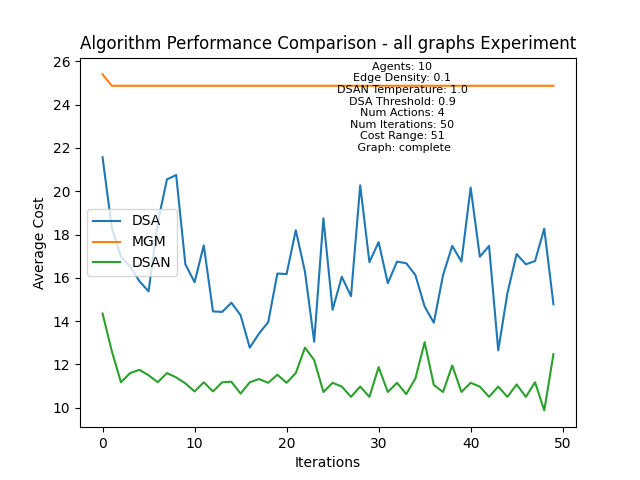 Algorithm Performance Comparison - all graphs Experiment
26
24
22
20
18
16
14
12
10
Average Cost
Agents: 10
Edge Density: 0.1
DSAN Temperature: 1.0
DSA Threshold: 0.9
Num Actions: 4
Num Iterations: 50
Cost Range: 51
Graph: complete
DSA
MGM
DSAN
0 10 20 30 40 50
Iterations